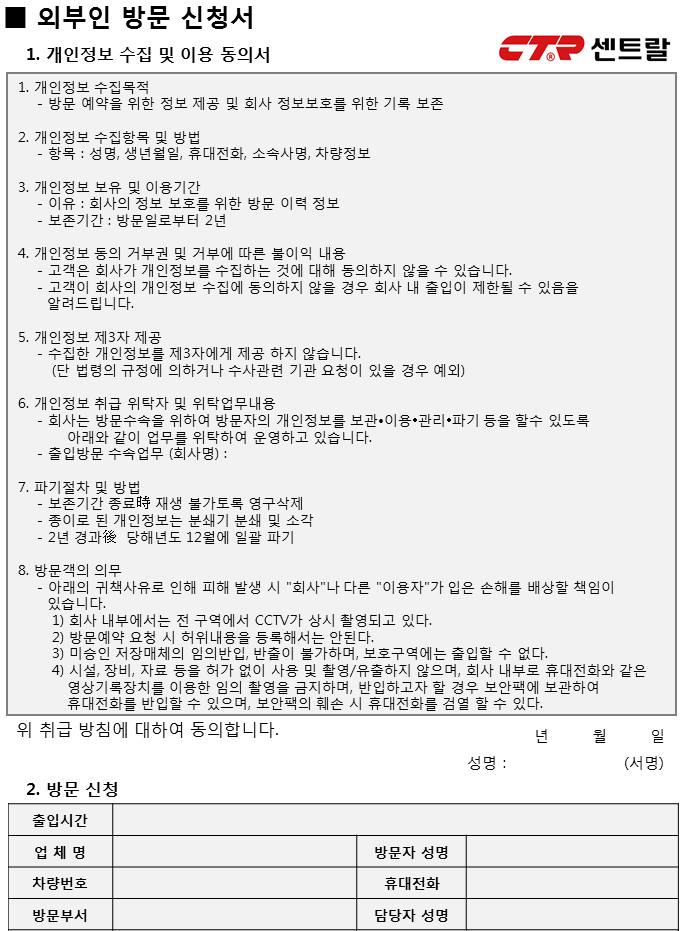 ■ 외부인 방문 신청서
1. 개인정보 수집 및 이용 동의서
CTR® 센트랄
1. 개인정보 수집목적
- 방문 예약을 위한 정보 제공 및 회사 정보보호를 위한 기록 보존
2. 개인정보 수집항목 및 방법
- 항목 : 성명, 생년월일, 휴대전화, 소속사명, 차량정보
3. 개인정보 보유 및 이용기간
- 이유 : 회사의 정보 보호를 위한 방문 이력 정보
- 보존기간 : 방문일로부터 2년
4. 개인정보 동의 거부권 및 거부에 따른 불이익 내용
- 고객은 회사가 개인정보를 수집하는 것에 대해 동의하지 않을 수 있습니다.
- 고객이 회사의 개인정보 수집에 동의하지 않을 경우 회사 내 출입이 제한될 수 있음을
알려드립니다.
5. 개인정보 제3자 제공
- 수집한 개인정보를 제3자에게 제공 하지 않습니다.
(단 법령의 규정에 의하거나 수사관련 기관 요청이 있을 경우 예외)
6. 개인정보 취급 위탁자 및 위탁업무내용
- 회사는 방문수속을 위하여 방문자의 개인정보를 보관•이용•관리•파기 등을 할수 있도록
아래와 같이 업무를 위탁하여 운영하고 있습니다.
- 출입방문 수속업무 (회사명) :
7. 파기절차 및 방법
- 보존기간 종료時 재생 불가토록 영구삭제
- 종이로 된 개인정보는 분쇄기 분쇄 및 소각
- 2년 경과後 당해년도 12월에 일괄 파기
8. 방문객의 의무
- 아래의 귀책사유로 인해 피해 발생 시 "회사"나 다른 "이용자"가 입은 손해를 배상할 책임이
있습니다.
1) 회사 내부에서는 전 구역에서 CCTV가 상시 촬영되고 있다.
2) 방문예약 요청 시 허위내용을 등록해서는 안된다.
3) 미승인 저장매체의 임의반입, 반출이 불가하며, 보호구역에는 출입할 수 없다.
4) 시설, 장비, 자료 등을 허가 없이 사용 및 촬영/유출하지 않으며, 회사 내부로 휴대전화와 같은
영상기록장치를 이용한 임의 촬영을 금지하며, 반입하고자 할 경우 보안팩에 보관하여
휴대전화를 반입할 수 있으며, 보안팩의 훼손 시 휴대전화를 검열 할 수 있다.
위 취급 방침에 대하여 동의합니다.
년 월 일
성명 : (서명)
2. 방문 신청
출입시간
업 체 명 방문자 성명
차량번호 휴대전화
방문부서 담당자 성명